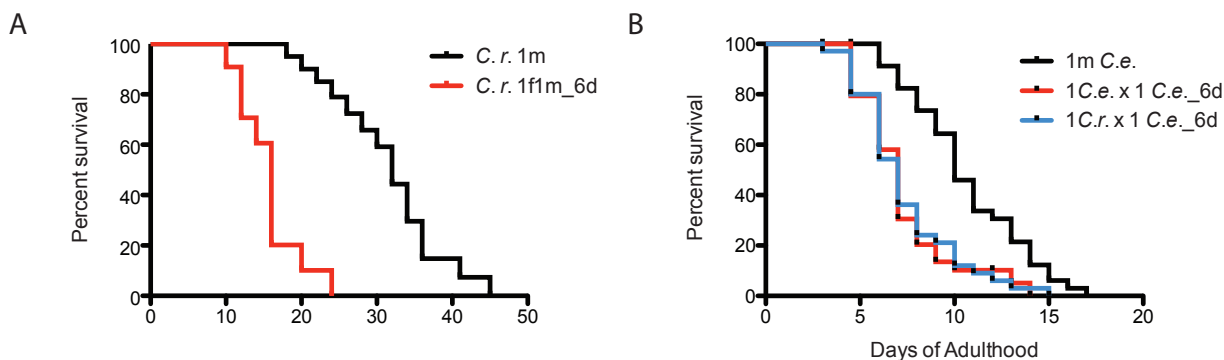 A
Percent survival
100
80
60
40
20
0
0 10 20 30 40 50
C. r. 1m
C. r. 1f1m_6d
B
Percent survival
100
80
60
40
20
0
0 5 10 15 20
Days of Adulthood
1m C.e.
1C.e. x 1 C.e._6d
1C.r. x 1 C.e._6d